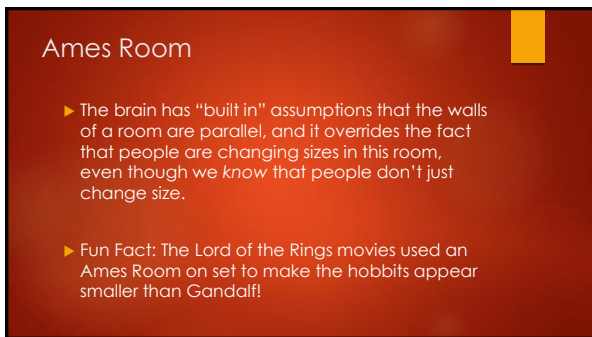 Ames Room
The brain has “built in” assumptions that the walls
of a room are parallel, and it overrides the fact
that people are changing sizes in this room,
even though we know that people don’t just
change size.
Fun Fact: The Lord of the Rings movies used an
Ames Room on set to make the hobbits appear
smaller than Gandalf!